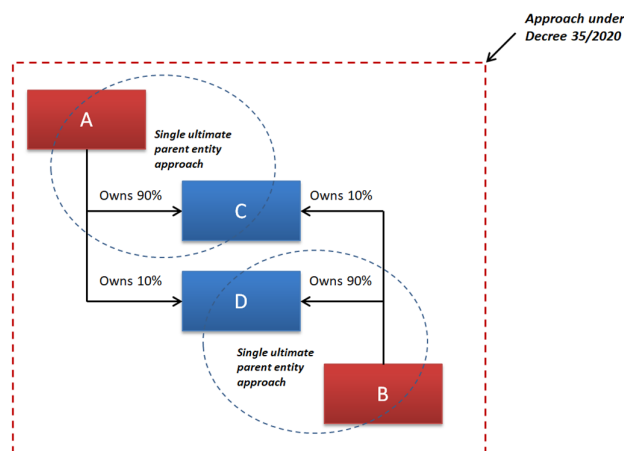 Approach under
Decree 35/2020
A
Single ultimate
parent entity
approach
Owns 90%
C
Owns 10%
Owns 10%
D
Owns 90%
Single ultimate
parent entity
approach
B